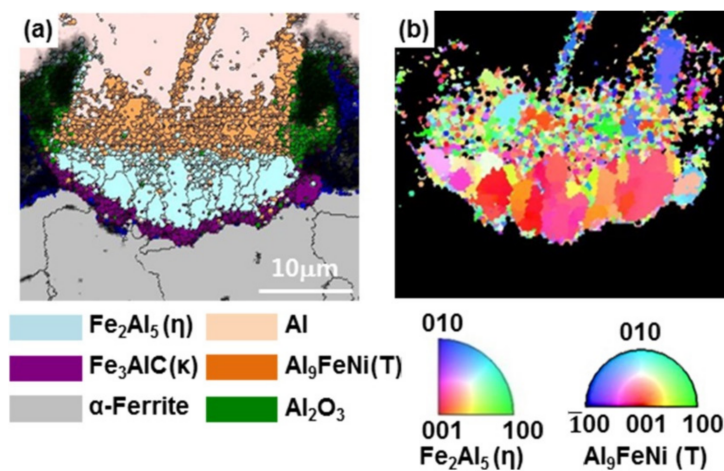 (a)
(b)
10μm
Fe₂Al₅(η)
Al
Fe₃AlC(κ)
Al₉FeNi(T)
α-Ferrite
Al₂O₃
010
001
100
Fe₂Al₅(η)
010
1̅00
001
100
Al₉FeNi (T)